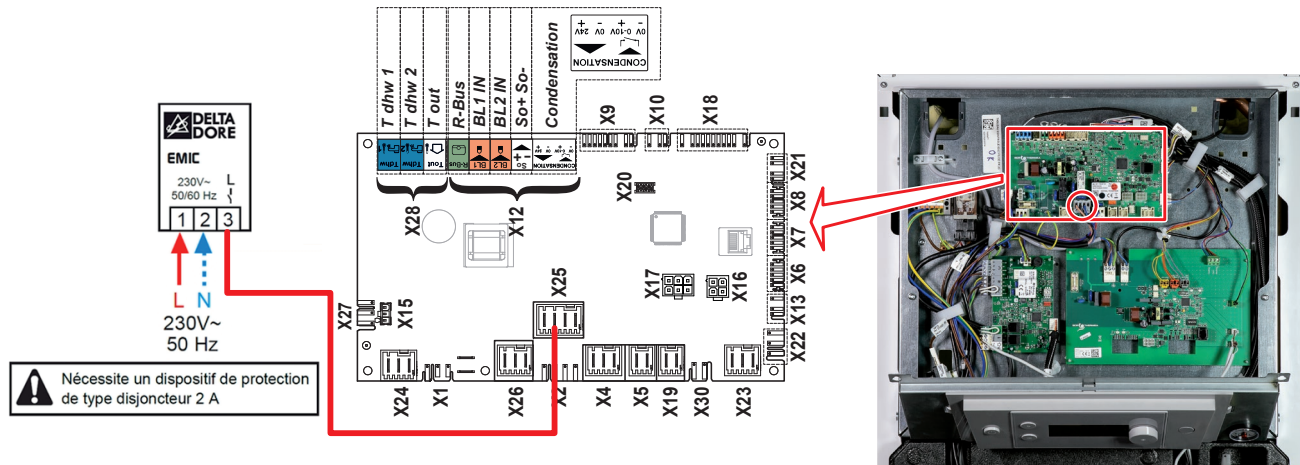 DELTA
DORE
EMIC
230V~
50/60 Hz
L
1 2 3
L N
230V~
50 Hz
Nécessite un dispositif de protection
de type disjoncteur 2 A
T dhw 1
T dhw 2
T out
R-Bus
BL1 IN
BL2 IN
So+ So-
Condensation
CONDENSATION
0V 0-10V 0V 24V
- + - +
Tdhw1
Tdhw2
Tout
R-Bus
BL1
BL2
So
+ -
CONDENSATION
X28
X12
X9
X10
X18
X20
X21
X8
X7
X6
X13
X22
X17
X16
X25
X27
X15
X24
X1
X26
X2
X4
X5
X19
X30
X23